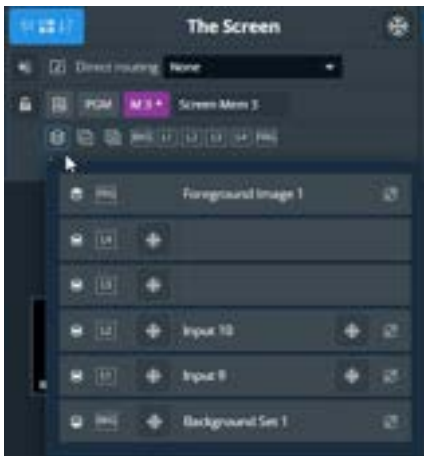 The Screen
Direct routing None
PGM M 3 Screen Mem 3
BKG L1 L2 L3 L4 FRG
FRG Foreground Image 1
L4
L3
L2 Input 10
L1 Input 9
BKG Background Set 1